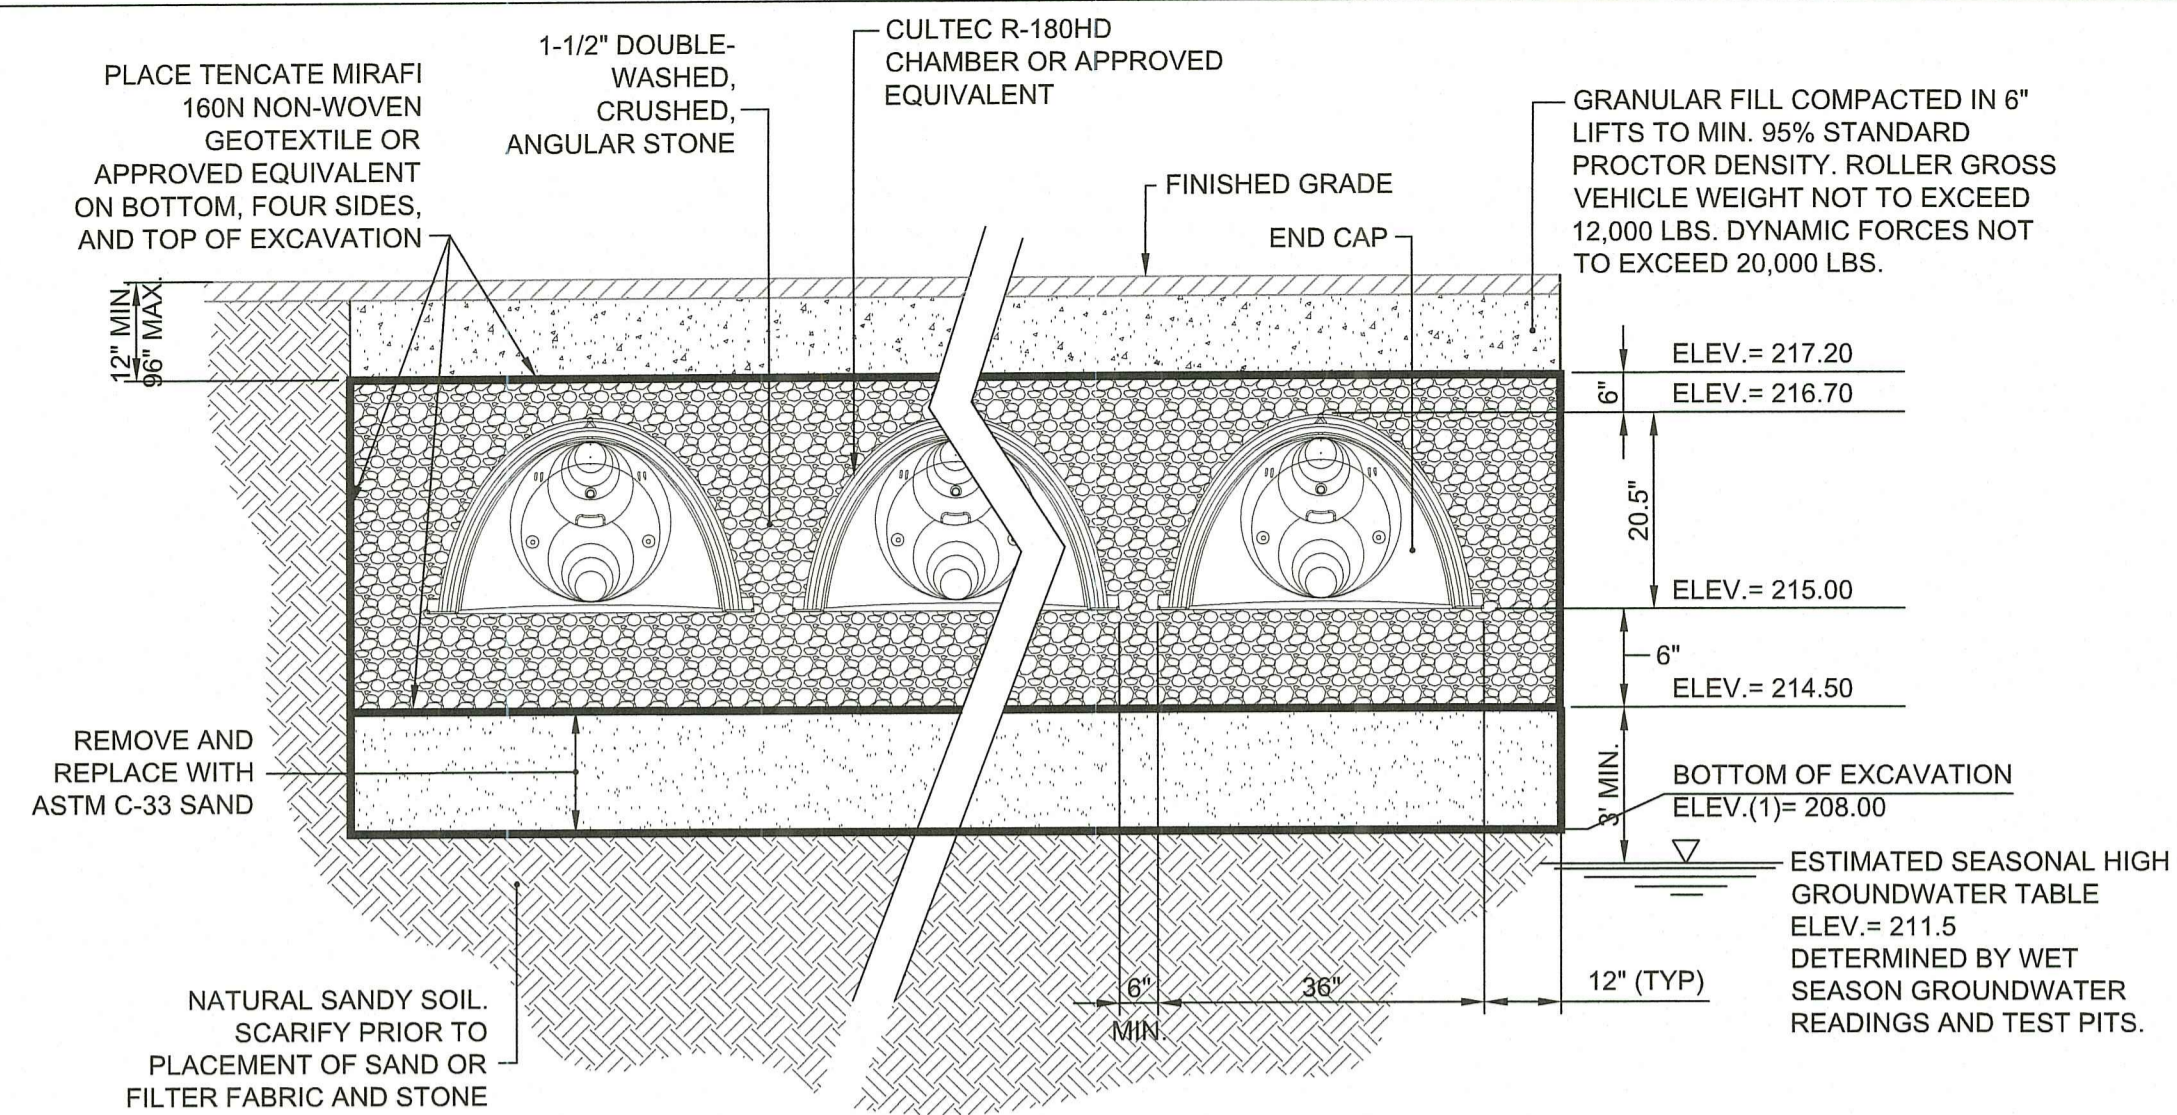 PLACE TENCATE MIRAFI
160N NON-WOVEN
GEOTEXTILE OR
APPROVED EQUIVALENT
ON BOTTOM, FOUR SIDES,
AND TOP OF EXCAVATION
1-1/2" DOUBLE-
WASHED,
CRUSHED,
ANGULAR STONE
CULTEC R-180HD
CHAMBER OR APPROVED
EQUIVALENT
FINISHED GRADE
END CAP
GRANULAR FILL COMPACTED IN 6"
LIFTS TO MIN. 95% STANDARD
PROCTOR DENSITY. ROLLER GROSS
VEHICLE WEIGHT NOT TO EXCEED
12,000 LBS. DYNAMIC FORCES NOT
TO EXCEED 20,000 LBS.
12" MIN.
96" MAX.
ELEV.= 217.20
6"
ELEV.= 216.70
20.5"
ELEV.= 215.00
6"
ELEV.= 214.50
3' MIN.
REMOVE AND
REPLACE WITH
ASTM C-33 SAND
BOTTOM OF EXCAVATION
ELEV.(1)= 208.00
ESTIMATED SEASONAL HIGH
GROUNDWATER TABLE
ELEV.= 211.5
DETERMINED BY WET
SEASON GROUNDWATER
READINGS AND TEST PITS.
6"
MIN.
36"
12" (TYP)
NATURAL SANDY SOIL.
SCARIFY PRIOR TO
PLACEMENT OF SAND OR
FILTER FABRIC AND STONE